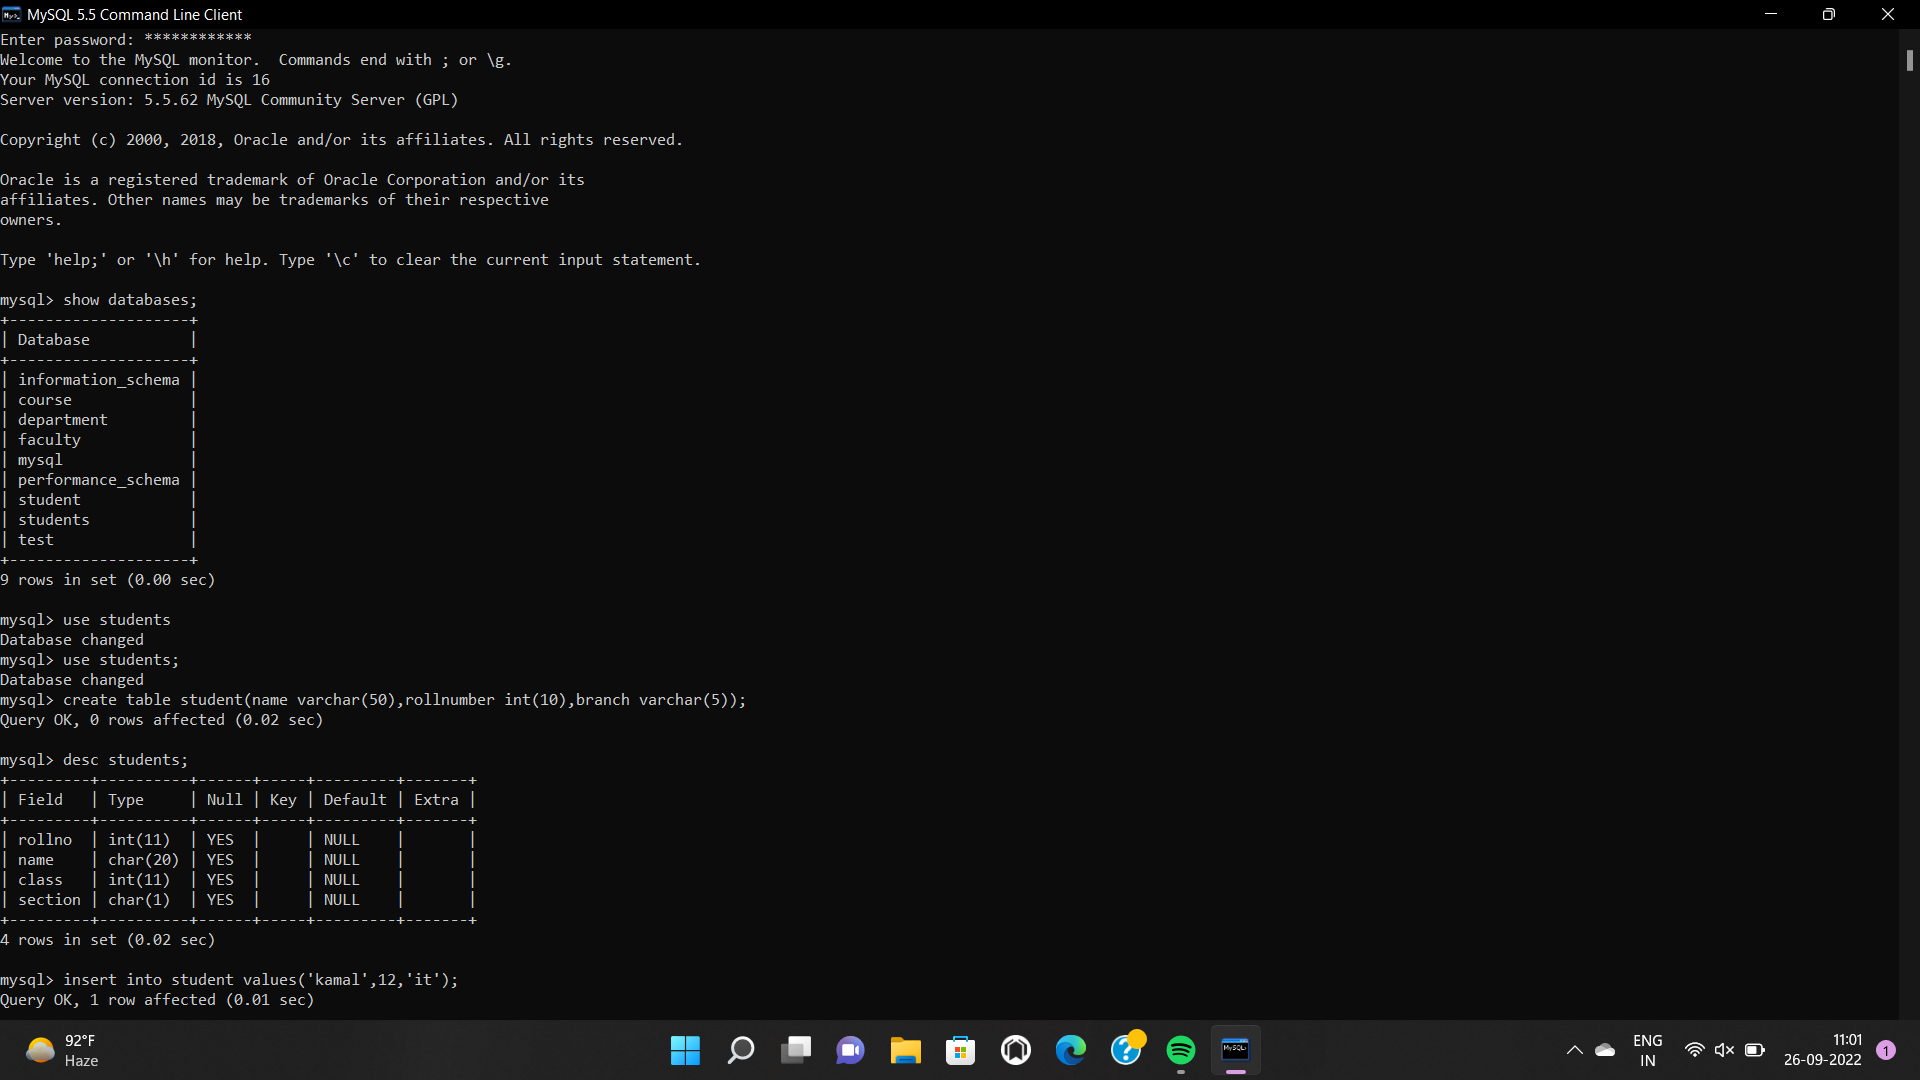 MySQL 5.5 Command Line Client
Enter password: ************
Welcome to the MySQL monitor.  Commands end with ; or \g.
Your MySQL connection id is 16
Server version: 5.5.62 MySQL Community Server (GPL)

Copyright (c) 2000, 2018, Oracle and/or its affiliates. All rights reserved.

Oracle is a registered trademark of Oracle Corporation and/or its
affiliates. Other names may be trademarks of their respective
owners.

Type 'help;' or '\h' for help. Type '\c' to clear the current input statement.

mysql> show databases;
+--------------------+
| Database           |
+--------------------+
| information_schema |
| course             |
| department         |
| faculty            |
| mysql              |
| performance_schema |
| student            |
| students           |
| test               |
+--------------------+
9 rows in set (0.00 sec)

mysql> use students
Database changed
mysql> use students;
Database changed
mysql> create table student(name varchar(50),rollnumber int(10),branch varchar(5));
Query OK, 0 rows affected (0.02 sec)

mysql> desc students;
+---------+----------+------+-----+---------+-------+
| Field   | Type     | Null | Key | Default | Extra |
+---------+----------+------+-----+---------+-------+
| rollno  | int(11)  | YES  |     | NULL    |       |
| name    | char(20) | YES  |     | NULL    |       |
| class   | int(11)  | YES  |     | NULL    |       |
| section | char(1)  | YES  |     | NULL    |       |
+---------+----------+------+-----+---------+-------+
4 rows in set (0.02 sec)

mysql> insert into student values('kamal',12,'it');
Query OK, 1 row affected (0.01 sec)
92°F
Haze
MySQL>
ENG
IN
11:01
26-09-2022
1